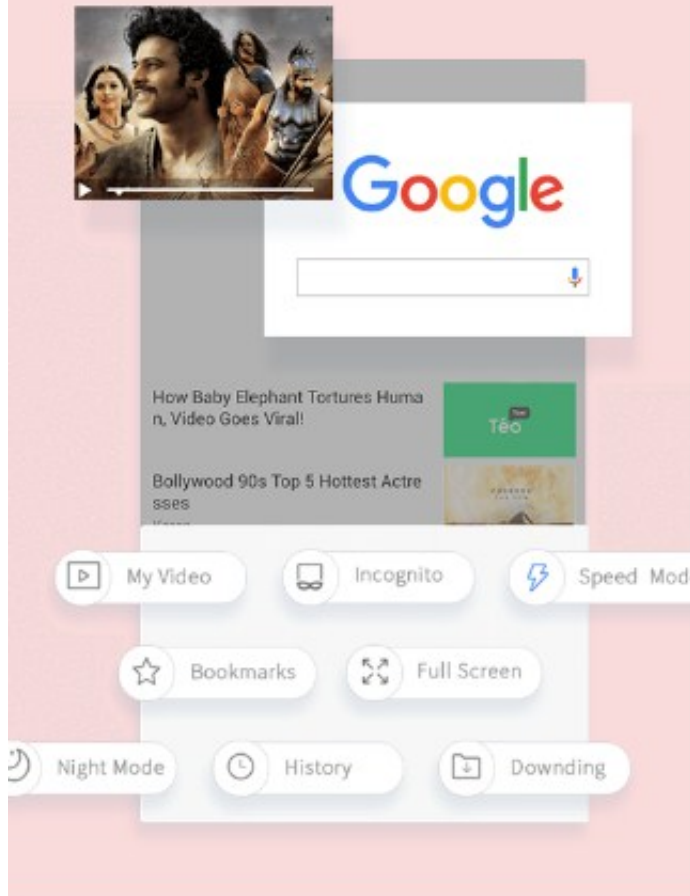 Google
How Baby Elephant Tortures Huma
n, Video Goes Viral!
Teo
Bollywood 90s Top 5 Hottest Actre
sses
My Video
Incognito
Speed Mod
Bookmarks
Full Screen
Night Mode
History
Downding